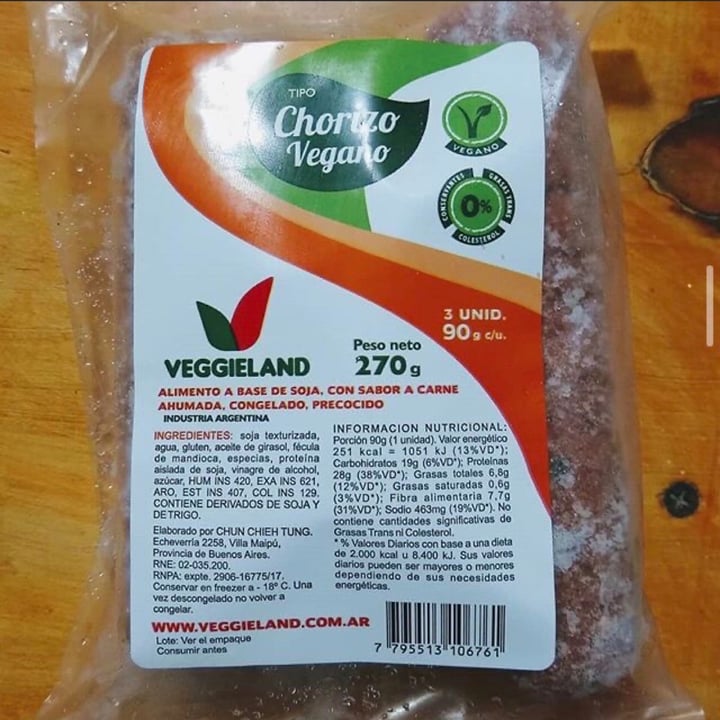 TIPO
Chorizo
Vegano
VEGANO
CONSERVANTES GRASAS TRANS
0%
COLESTEROL
3 UNID.
90g c/u.
Peso neto
270g
VEGGIELAND
ALIMENTO A BASE DE SOJA, CON SABOR A CARNE
AHUMADA, CONGELADO, PRECOCIDO
INDUSTRIA ARGENTINA
INGREDIENTES: soja texturizada,
agua, gluten, aceite de girasol, fécula
de mandioca, especias, proteína
aislada de soja, vinagre de alcohol,
azúcar, HUM INS 420, EXA INS 621,
ARO, EST INS 407, COL INS 129.
CONTIENE DERIVADOS DE SOJA Y
DE TRIGO.
Elaborado por CHUN CHIEH TUNG.
Echeverría 2258, Villa Maipú,
Provincia de Buenos Aires.
RNE: 02-035.200.
RNPA: expte. 2906-16775/17.
Conservar en freezer a - 18º C. Una
vez descongelado no volver a
congelar.
INFORMACION NUTRICIONAL:
Porción 90g (1 unidad). Valor energético
251 kcal = 1051 kJ (13%VD*);
Carbohidratos 19g (6%VD*); Proteínas
28g (38%VD*); Grasas totales 6,8g
(12%VD*); Grasas saturadas 0,6g
(3%VD*); Fibra alimentaria 7,7g
(31%VD*); Sodio 463mg (19%VD*). No
contiene cantidades significativas de
Grasas Trans ni Colesterol.
* % Valores Diarios con base a una dieta
de 2.000 kcal u 8.400 kJ. Sus valores
diarios pueden ser mayores o menores
dependiendo de sus necesidades
energéticas.
WWW.VEGGIELAND.COM.AR
Lote: Ver el empaque
Consumir antes
7 795513 106761